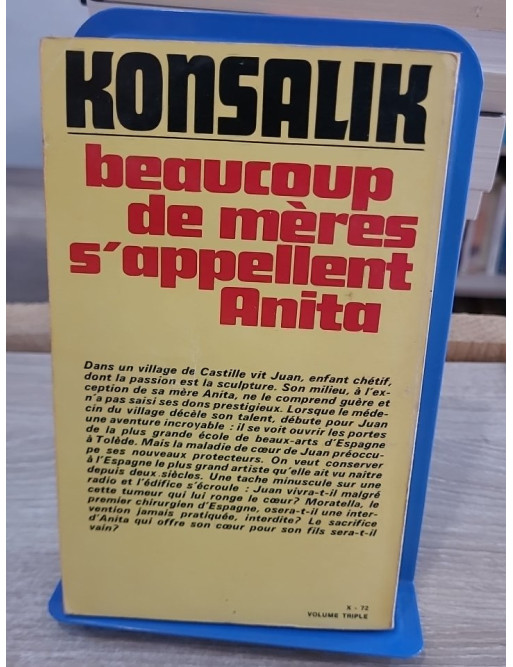 KONSALIK
beaucoup
de mères
s'appellent
Anita
Dans un village de Castille vit Juan, enfant chétif,
dont la passion est la sculpture. Son milieu, à l'ex-
ception de sa mère Anita, ne le comprend guère et
n'a pas saisi ses dons prestigieux. Lorsque le méde-
cin du village décèle son talent, débute pour Juan
une aventure incroyable : il se voit ouvrir les portes
de la plus grande école de beaux-arts d'Espagne
à Tolède. Mais la maladie de cœur de Juan préoccu-
pe ses nouveaux protecteurs. On veut conserver
à l'Espagne le plus grand artiste qu'elle ait vu naître
depuis deux siècles. Une tache minuscule sur une
radio et l'édifice s'écroule : Juan vivra-t-il malgré
cette tumeur qui lui ronge le cœur? Moratella, le
premier chirurgien d'Espagne, osera-t-il une inter-
vention jamais pratiquée, interdite? Le sacrifice
d'Anita qui offre son cœur pour son fils sera-t-il
vain?
X - 72
VOLUME TRIPLE